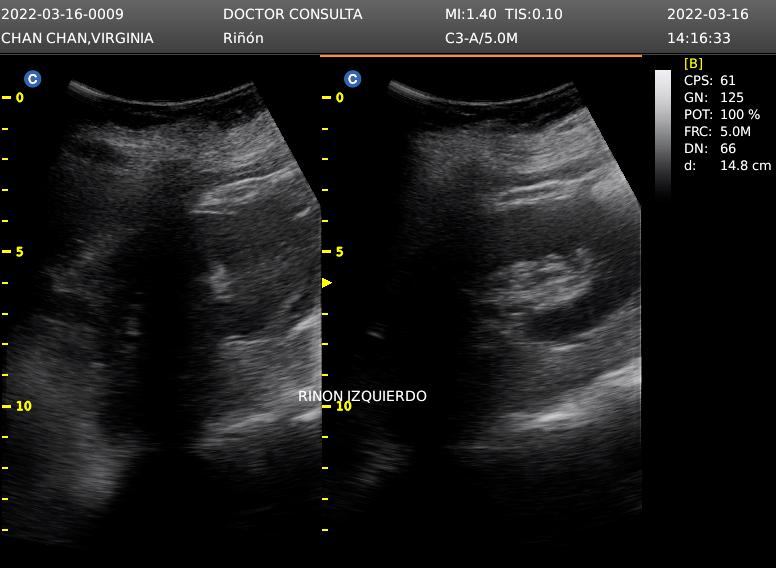 2022-03-16-0009 DOCTOR CONSULTA MI:1.40 TIS:0.10 2022-03-16
CHAN CHAN,VIRGINIA Riñón C3-A/5.0M 14:16:33
[B]
C
C
0
0
CPS: 61
GN: 125
POT: 100 %
FRC: 5.0M
DN: 66
d: 14.8 cm
5
5
RINON IZQUIERDO
10
10